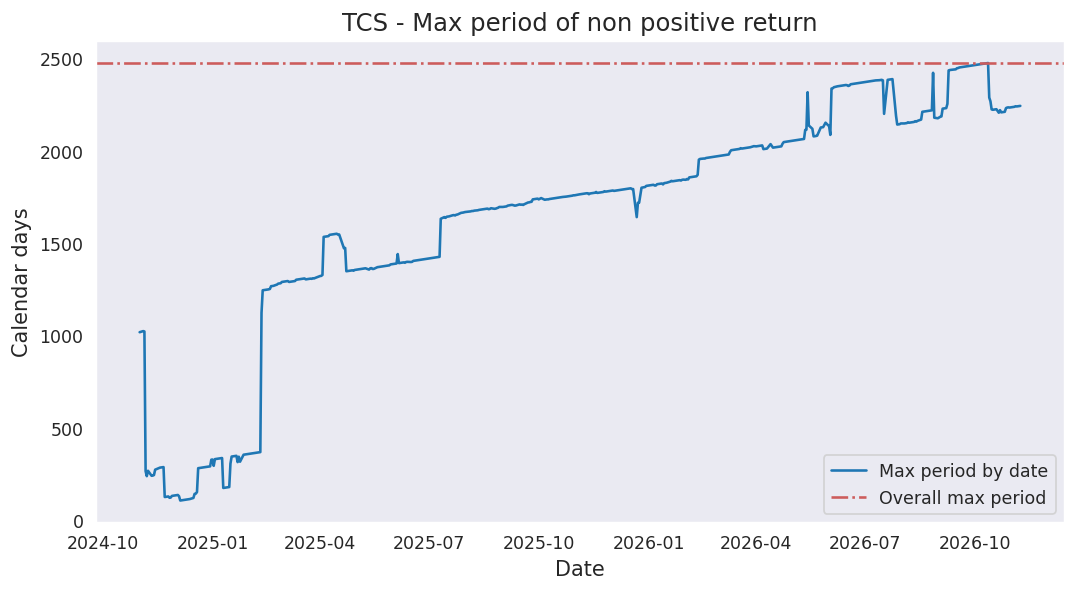 TCS - Max period of non positive return
Calendar days
2500
2000
1500
1000
500
0
2024-10 2025-01 2025-04 2025-07 2025-10 2026-01 2026-04 2026-07 2026-10
Date
Max period by date
Overall max period